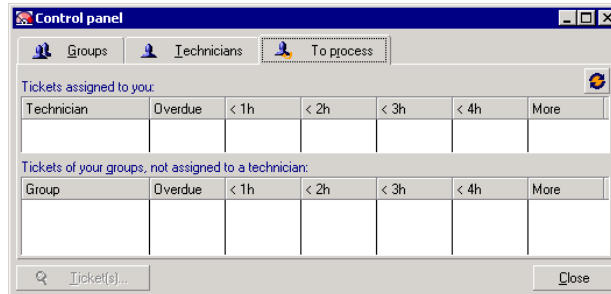 Control panel
Groups Technicians To process
Tickets assigned to you:
Technician Overdue < 1h < 2h < 3h < 4h More
Tickets of your groups, not assigned to a technician:
Group Overdue < 1h < 2h < 3h < 4h More
Ticket(s)... Close